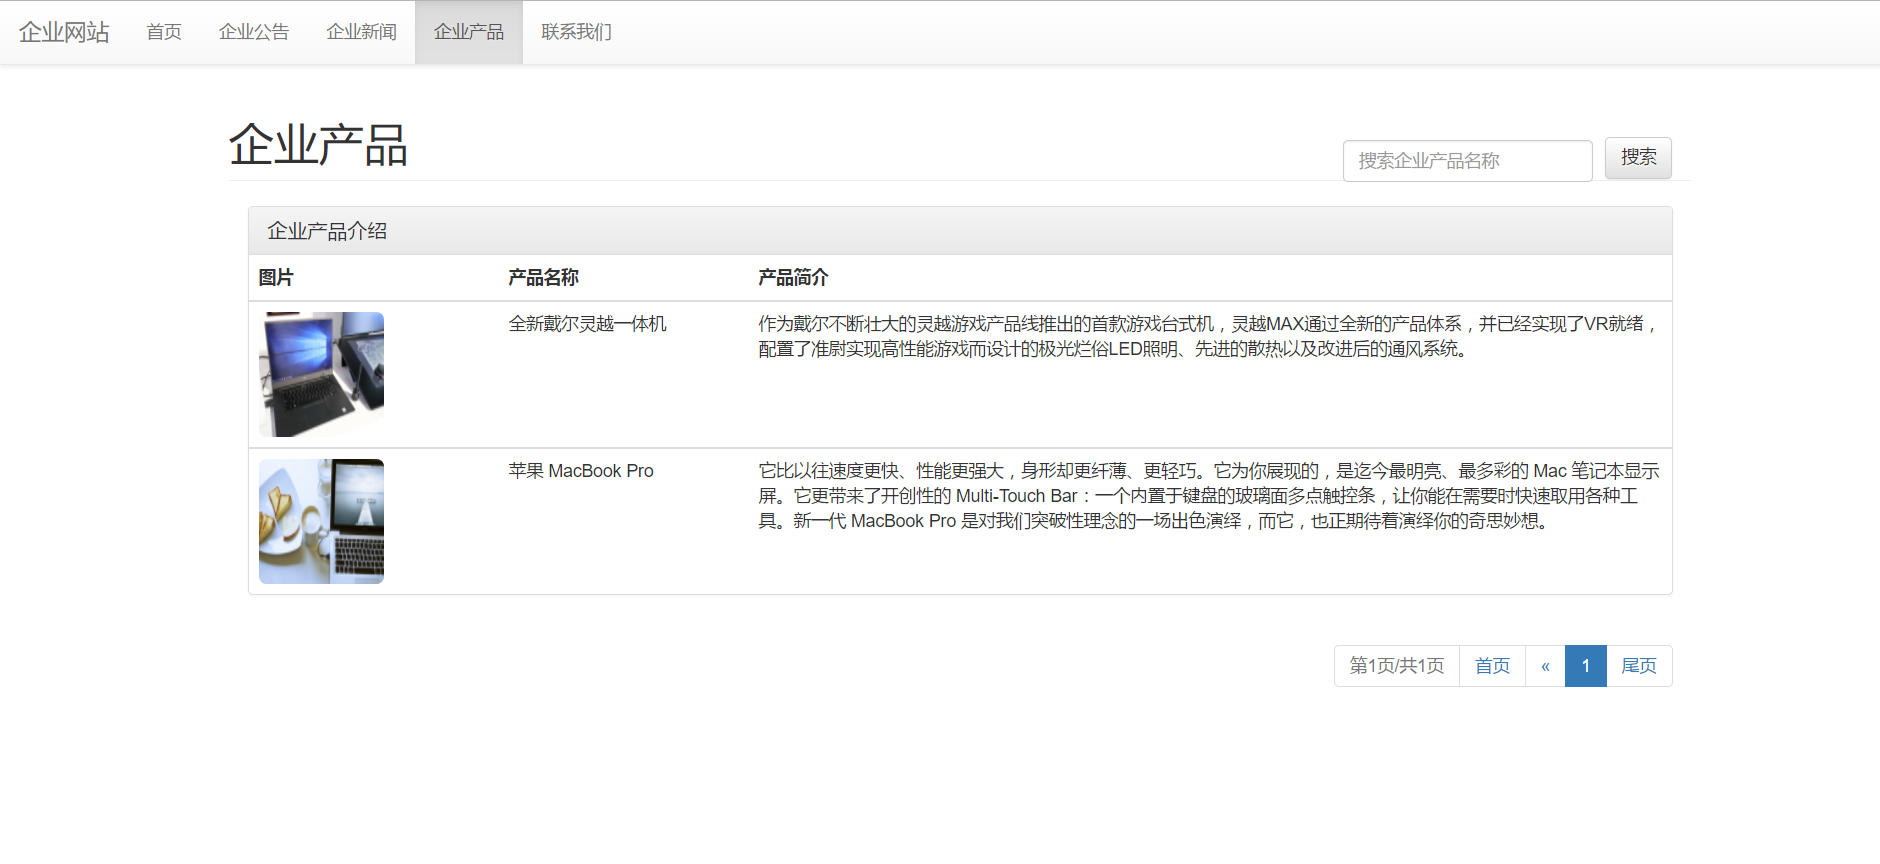 企业网站 首页 企业公告 企业新闻 企业产品 联系我们
企业产品
搜索企业产品名称 搜索
企业产品介绍
图片 产品名称 产品简介
全新戴尔灵越一体机
作为戴尔不断壮大的灵越游戏产品线推出的首款游戏台式机，灵越MAX通过全新的产品体系，并已经实现了VR就绪，
配置了准尉实现高性能游戏而设计的极光烂俗LED照明、先进的散热以及改进后的通风系统。
苹果 MacBook Pro
它比以往速度更快、性能更强大，身形却更纤薄、更轻巧。它为你展现的，是迄今最明亮、最多彩的 Mac 笔记本显示
屏。它更带来了开创性的 Multi-Touch Bar：一个内置于键盘的玻璃面多点触控条，让你能在需要时快速取用各种工
具。新一代 MacBook Pro 是对我们突破性理念的一场出色演绎，而它，也正期待着演绎你的奇思妙想。
第1页/共1页 首页 « 1 尾页